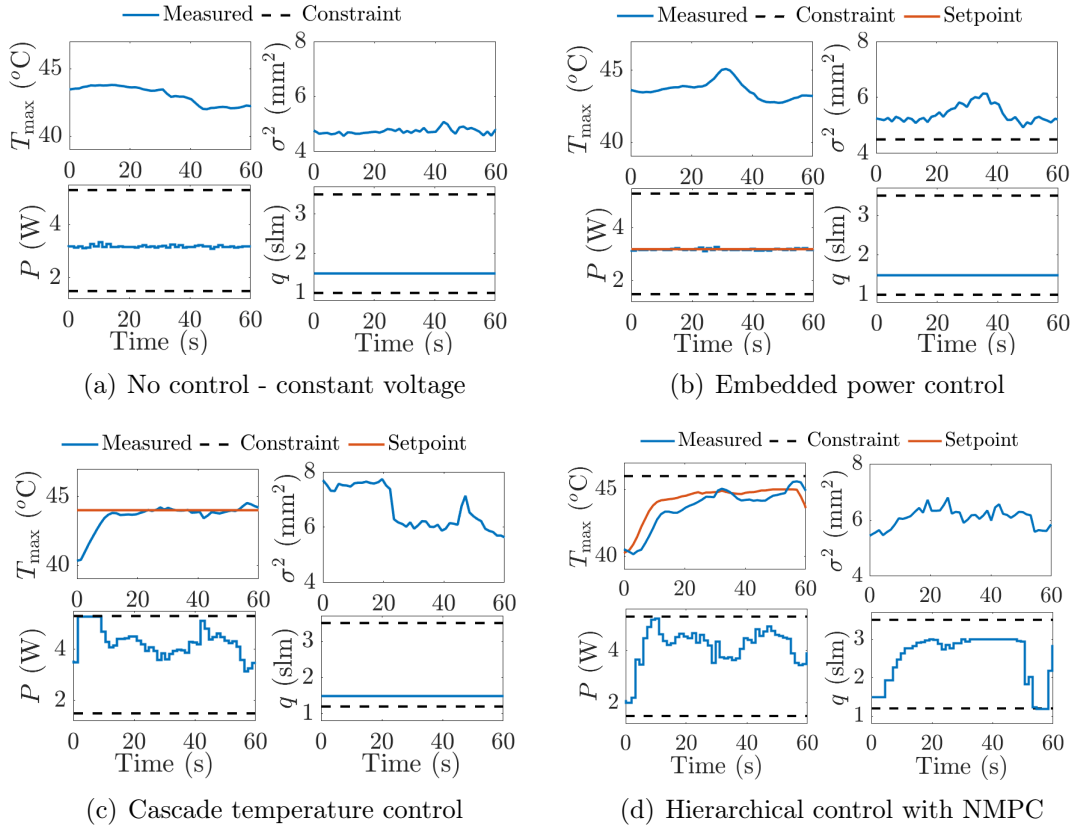 Measured Constraint
T_max (°C)
45
40
0 20 40 60
σ² (mm²)
8
6
4
0 20 40 60
P (W)
4
2
0 20 40 60
Time (s)
q (slm)
3
2
1
0 20 40 60
Time (s)
(a) No control - constant voltage
Measured Constraint Setpoint
T_max (°C)
45
40
0 20 40 60
σ² (mm²)
8
6
4
0 20 40 60
P (W)
4
2
0 20 40 60
Time (s)
q (slm)
3
2
1
0 20 40 60
Time (s)
(b) Embedded power control
Measured Constraint Setpoint
T_max (°C)
45
40
0 20 40 60
σ² (mm²)
8
6
4
0 20 40 60
P (W)
4
2
0 20 40 60
Time (s)
q (slm)
3
2
1
0 20 40 60
Time (s)
(c) Cascade temperature control
Measured Constraint Setpoint
T_max (°C)
45
40
0 20 40 60
σ² (mm²)
8
6
4
0 20 40 60
P (W)
4
2
0 20 40 60
Time (s)
q (slm)
3
2
1
0 20 40 60
Time (s)
(d) Hierarchical control with NMPC